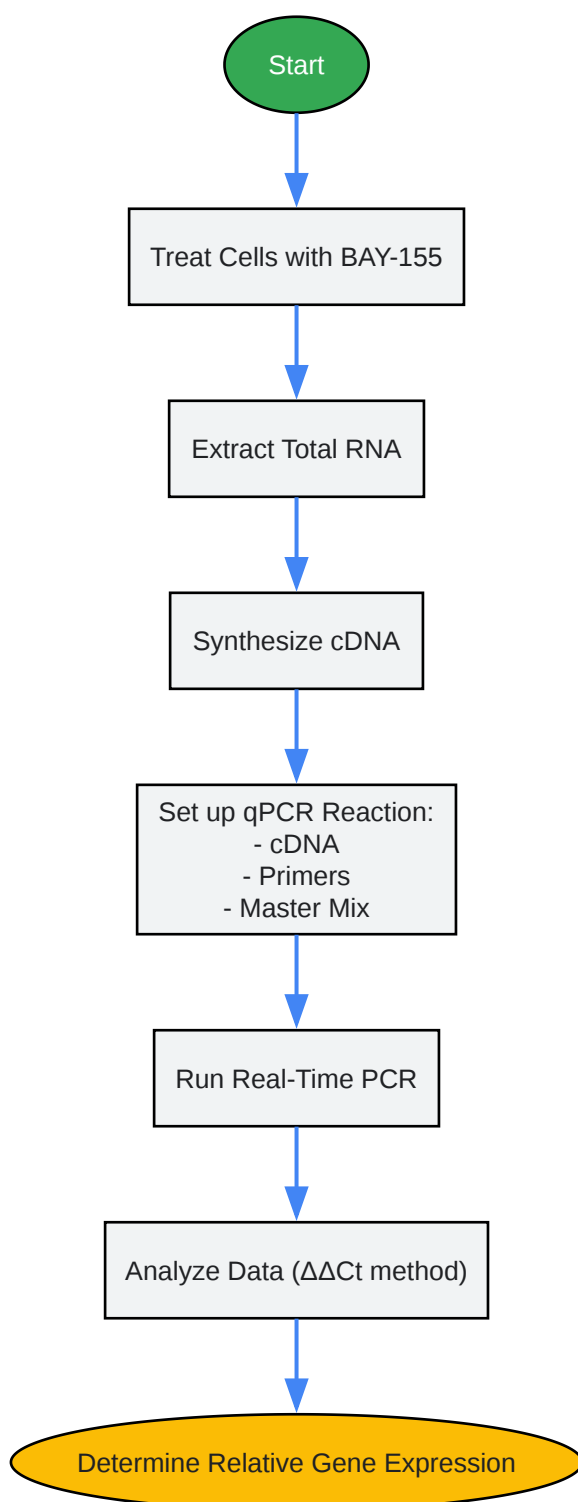 Start
Treat Cells with BAY-155
Extract Total RNA
Synthesize cDNA
Set up qPCR Reaction:
- cDNA
- Primers
- Master Mix
Run Real-Time PCR
Analyze Data (ΔΔCt method)
Determine Relative Gene Expression